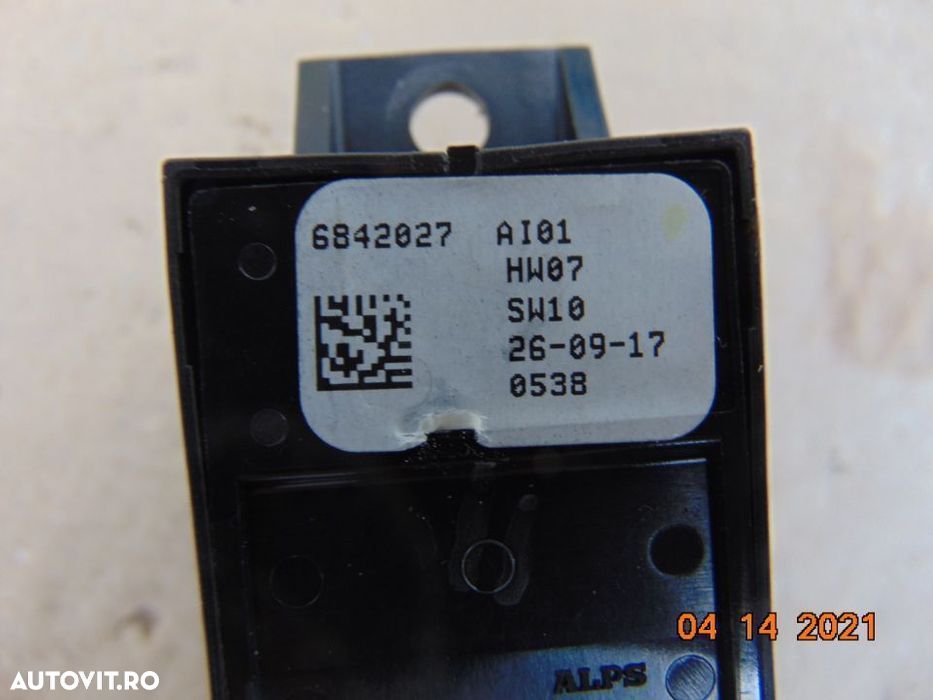 6842027 AI01
HW07
SW10
26-09-17
0538
04 14 2021
ALPS
AUTOVIT.RO